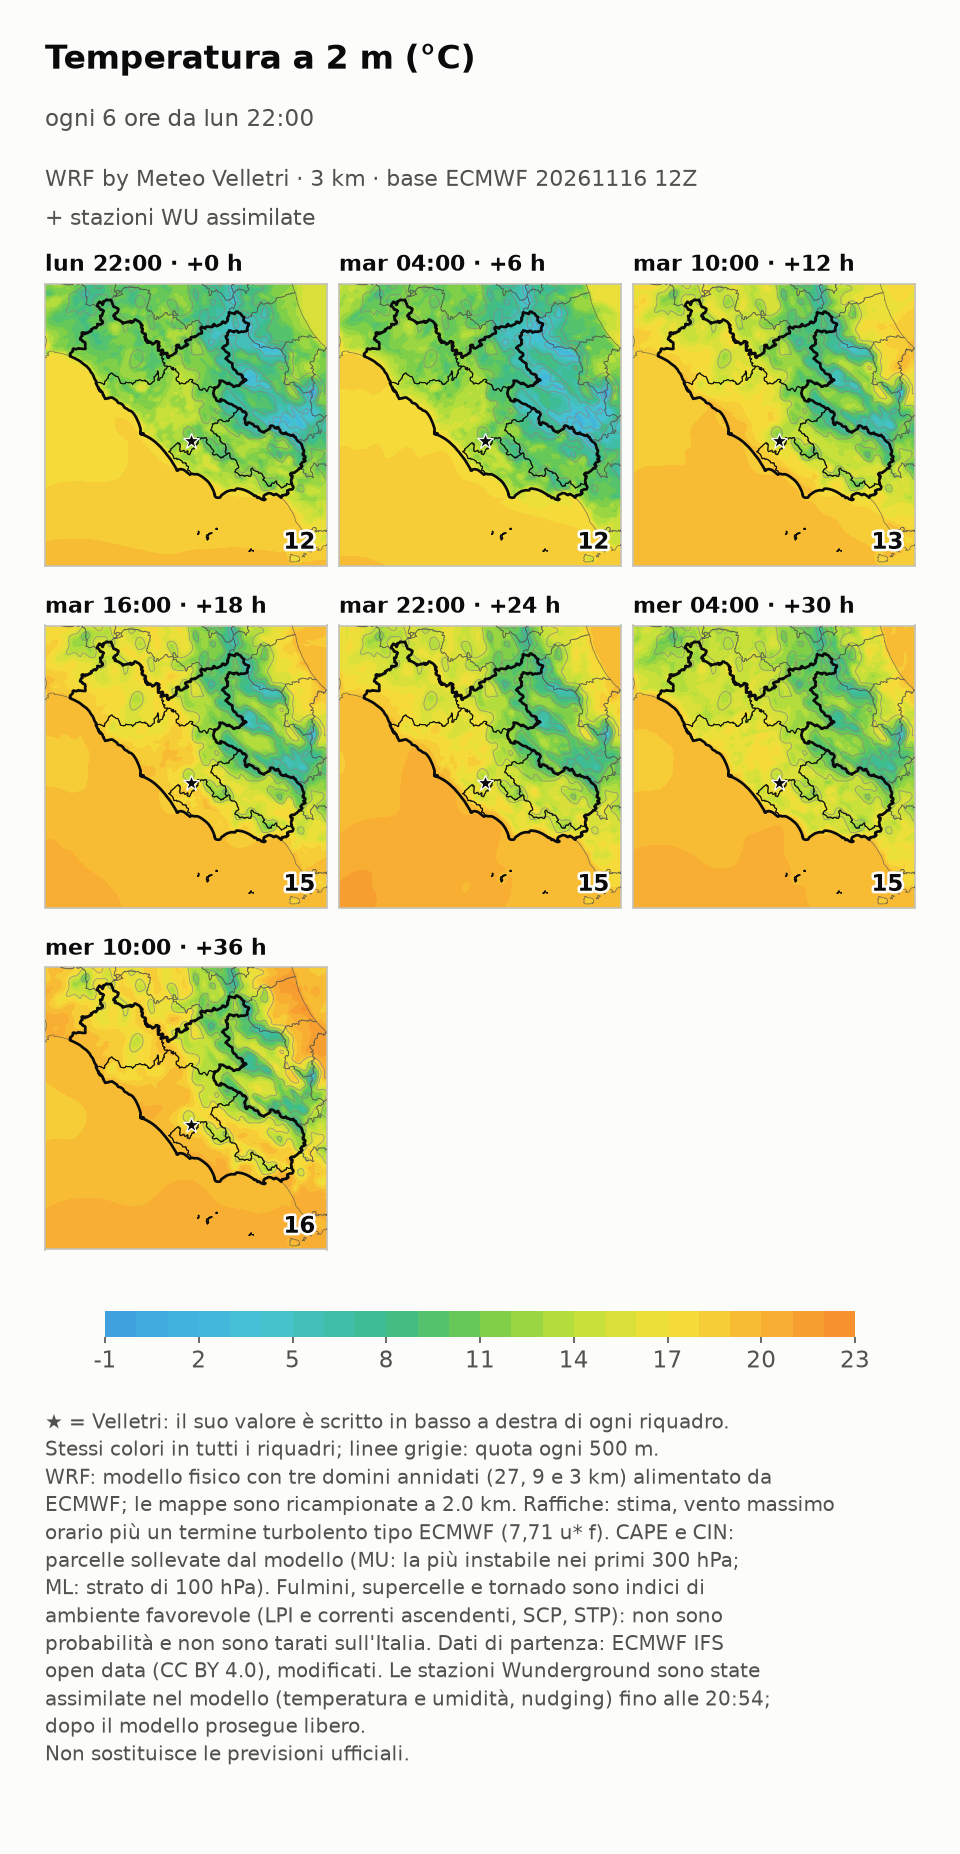 Temperatura a 2 m (°C)
ogni 6 ore da lun 22:00
WRF by Meteo Velletri · 3 km · base ECMWF 20261116 12Z
+ stazioni WU assimilate
lun 22:00 · +0 h
mar 04:00 · +6 h
mar 10:00 · +12 h
12
12
13
mar 16:00 · +18 h
mar 22:00 · +24 h
mer 04:00 · +30 h
15
15
15
mer 10:00 · +36 h
16
-1 2 5 8 11 14 17 20 23
★ = Velletri: il suo valore è scritto in basso a destra di ogni riquadro.
Stessi colori in tutti i riquadri; linee grigie: quota ogni 500 m.
WRF: modello fisico con tre domini annidati (27, 9 e 3 km) alimentato da
ECMWF; le mappe sono ricampionate a 2.0 km. Raffiche: stima, vento massimo
orario più un termine turbolento tipo ECMWF (7,71 u* f). CAPE e CIN:
parcelle sollevate dal modello (MU: la più instabile nei primi 300 hPa;
ML: strato di 100 hPa). Fulmini, supercelle e tornado sono indici di
ambiente favorevole (LPI e correnti ascendenti, SCP, STP): non sono
probabilità e non sono tarati sull'Italia. Dati di partenza: ECMWF IFS
open data (CC BY 4.0), modificati. Le stazioni Wunderground sono state
assimilate nel modello (temperatura e umidità, nudging) fino alle 20:54;
dopo il modello prosegue libero.
Non sostituisce le previsioni ufficiali.